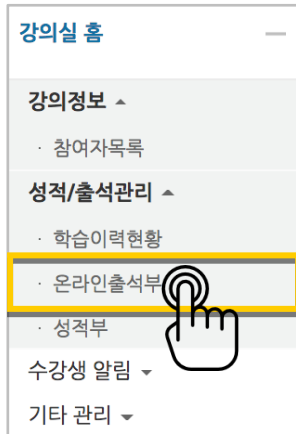 강의실 홈
강의정보
· 참여자목록
성적/출석관리
· 학습이력현황
· 온라인출석부
· 성적부
수강생 알림
기타 관리